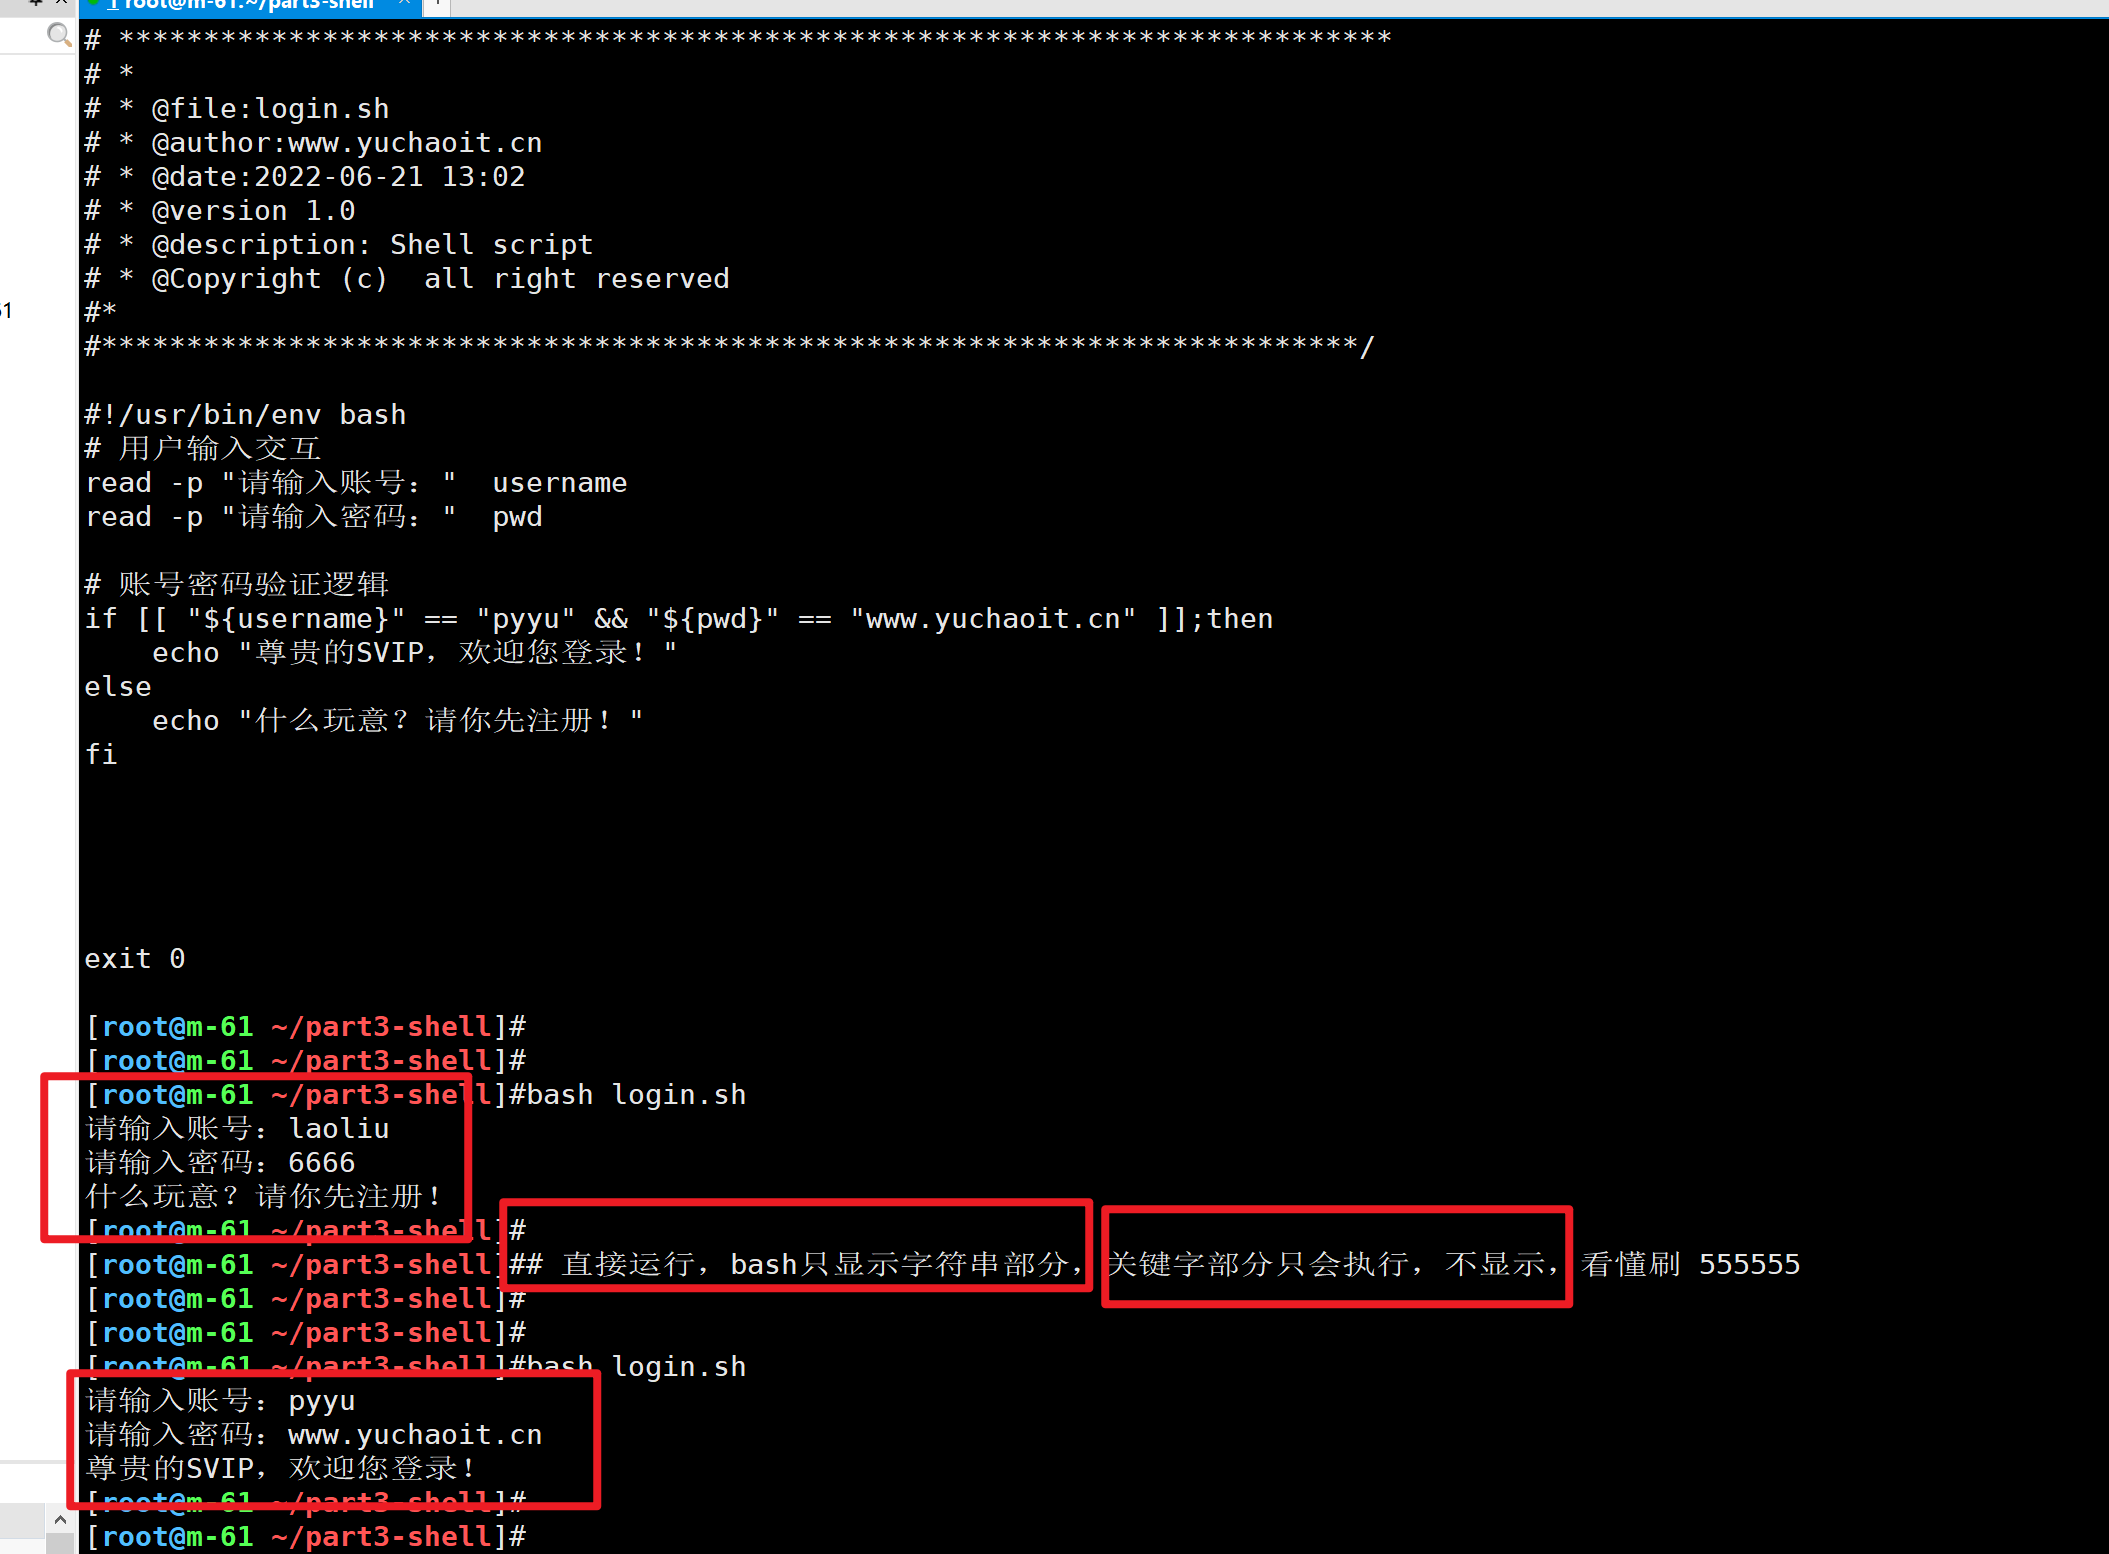 1 root@m-61:~/part3-shell
# ***************************************************************************
# *
# * @file:login.sh
# * @author:www.yuchaoit.cn
# * @date:2022-06-21 13:02
# * @version 1.0
# * @description: Shell script
# * @Copyright (c)  all right reserved
#*
#**************************************************************************/
#!/usr/bin/env bash
# 用户输入交互
read -p "请输入账号："  username
read -p "请输入密码："  pwd
# 账号密码验证逻辑
if [[ "${username}" == "pyyu" && "${pwd}" == "www.yuchaoit.cn" ]];then
    echo "尊贵的SVIP，欢迎您登录！"
else
    echo "什么玩意？请你先注册！"
fi
exit 0
[root@m-61 ~/part3-shell]#
[root@m-61 ~/part3-shell]#
[root@m-61 ~/part3-shell]#bash login.sh
请输入账号：laoliu
请输入密码：6666
什么玩意？请你先注册！
[root@m-61 ~/part3-shell]#
[root@m-61 ~/part3-shell]## 直接运行，bash只显示字符串部分，关键字部分只会执行，不显示，看懂刷 555555
[root@m-61 ~/part3-shell]#
[root@m-61 ~/part3-shell]#
[root@m-61 ~/part3-shell]#bash login.sh
请输入账号：pyyu
请输入密码：www.yuchaoit.cn
尊贵的SVIP，欢迎您登录！
[root@m-61 ~/part3-shell]#
[root@m-61 ~/part3-shell]#